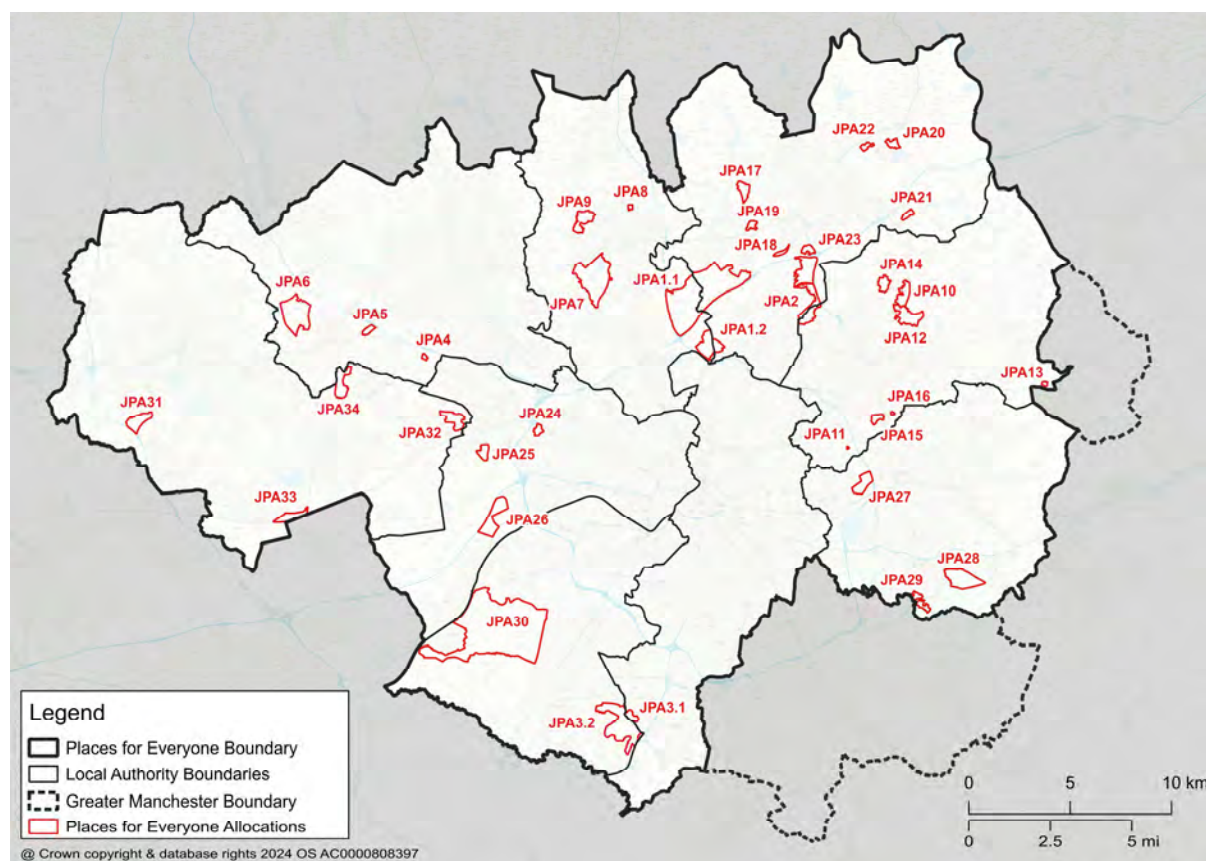 JPA22
JPA20
JPA17
JPA8
JPA9
JPA21
JPA19
JPA18
JPA23
JPA14
JPA6
JPA7
JPA1.1
JPA2
JPA10
JPA5
JPA1.2
JPA12
JPA4
JPA13
JPA31
JPA34
JPA16
JPA24
JPA32
JPA15
JPA11
JPA25
JPA27
JPA33
JPA26
JPA28
JPA29
JPA30
JPA3.2
JPA3.1
Legend
Places for Everyone Boundary
Local Authority Boundaries
Greater Manchester Boundary
Places for Everyone Allocations
0 5 10 km
0 2.5 5 mi
@ Crown copyright & database rights 2024 OS AC0000808397